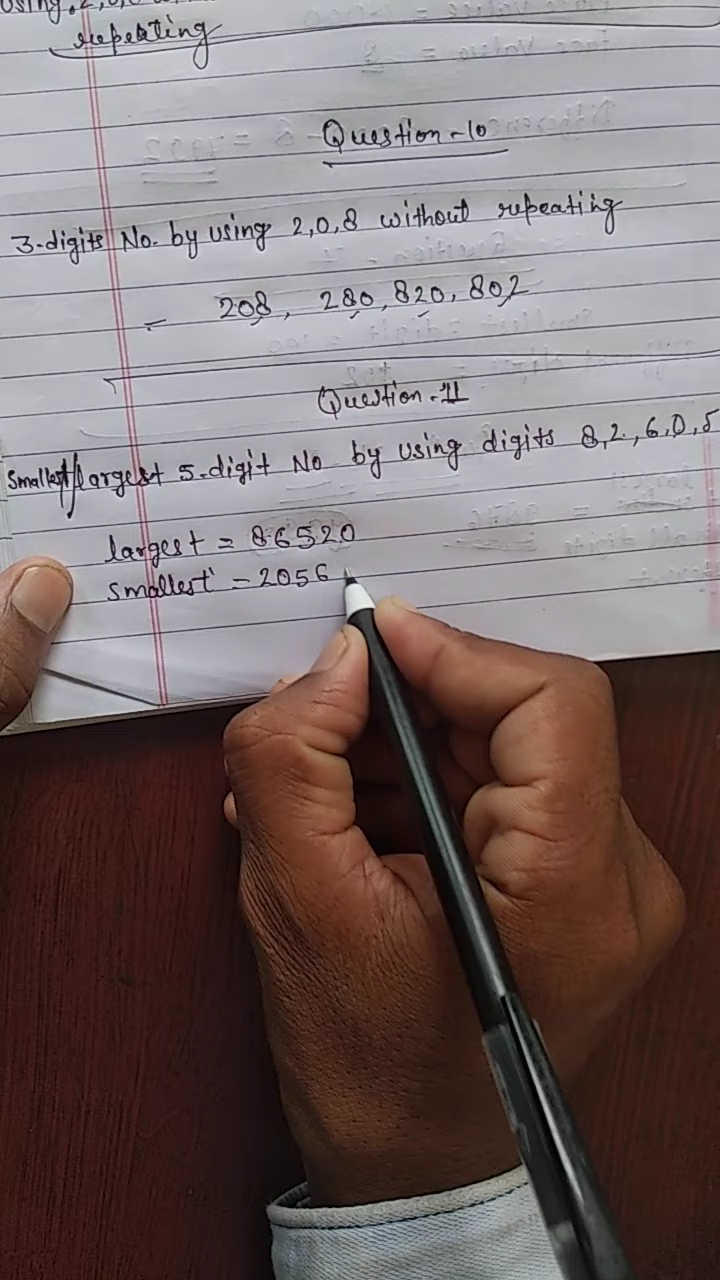 repeating
Question-10
3-digits No. by using 2,0,8 without repeating
= 208, 280, 820, 802
Question-11
Smallest/largest 5-digit No by using digits 8,2,6,0,5
largest = 86520
smallest = 2056